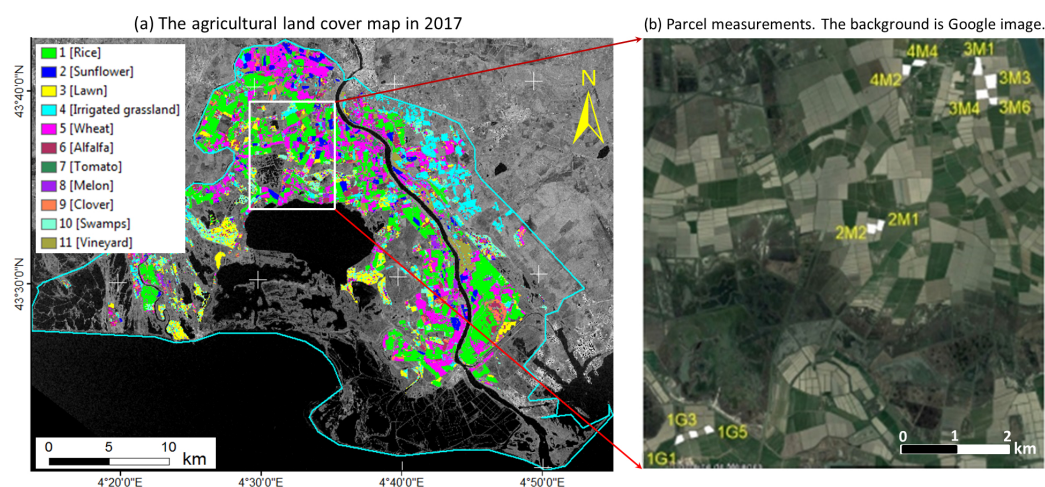 (a) The agricultural land cover map in 2017
(b) Parcel measurements. The background is Google image.
1 [Rice]
2 [Sunflower]
3 [Lawn]
4 [Irrigated grassland]
5 [Wheat]
6 [Alfalfa]
7 [Tomato]
8 [Melon]
9 [Clover]
10 [Swamps]
11 [Vineyard]
43°40'0"N
43°30'0"N
N
0 5 10
km
4°20'0"E 4°30'0"E 4°40'0"E 4°50'0"E
4M4 3M1
4M2 3M3
3M4 3M6
2M1
2M2
1G3
1G5
1G1
0 1 2
km